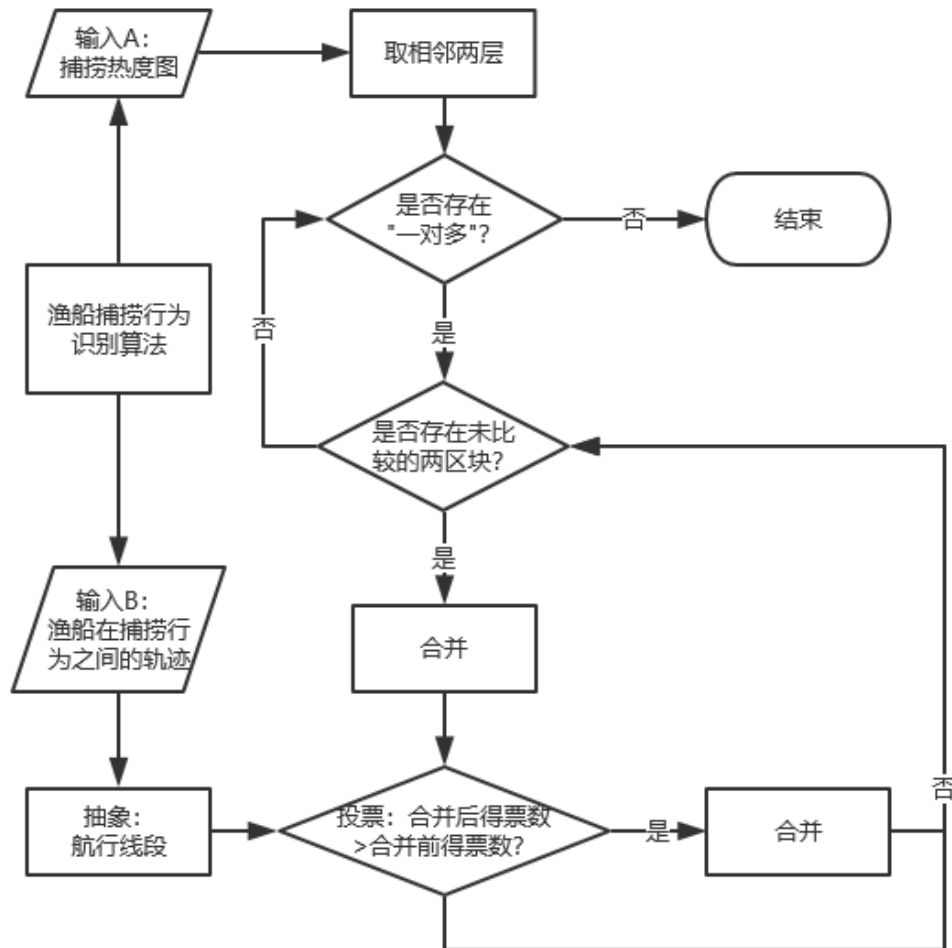 输入A：
捕捞热度图
取相邻两层
是否存在
"一对多"？
否
结束
渔船捕捞行为
识别算法
否
是
是否存在未比
较的两区块？
是
输入B：
渔船在捕捞行
为之间的轨迹
合并
抽象：
航行线段
投票：合并后得票数
>合并前得票数？
是
合并
否